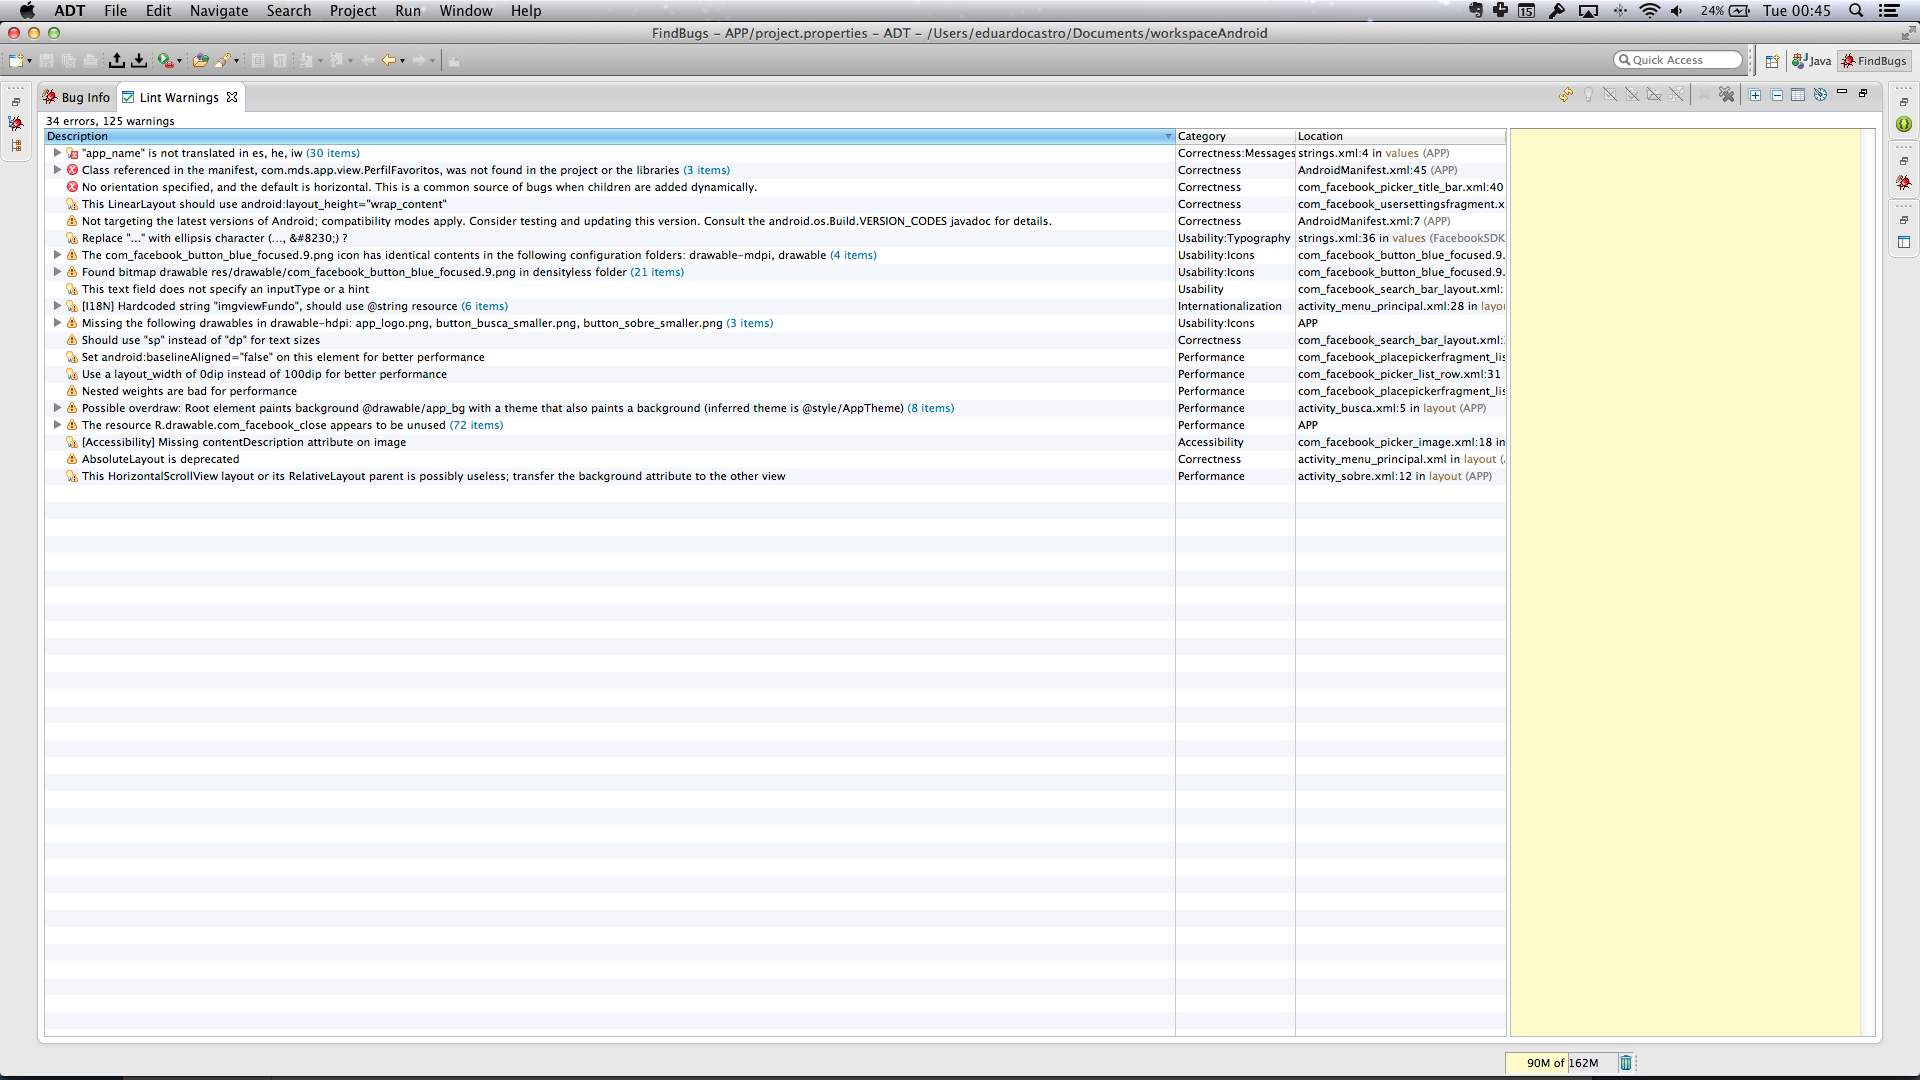 ADT File Edit Navigate Search Project Run Window Help 15 24% Tue 00:45
FindBugs – APP/project.properties – ADT – /Users/eduardocastro/Documents/workspaceAndroid
Quick Access Java FindBugs
Bug Info Lint Warnings
34 errors, 125 warnings
Description Category Location
"app_name" is not translated in es, he, iw (30 items) Correctness:Messages strings.xml:4 in values (APP)
Class referenced in the manifest, com.mds.app.view.PerfilFavoritos, was not found in the project or the libraries (3 items) Correctness AndroidManifest.xml:45 (APP)
No orientation specified, and the default is horizontal. This is a common source of bugs when children are added dynamically. Correctness com_facebook_picker_title_bar.xml:40
This LinearLayout should use android:layout_height="wrap_content" Correctness com_facebook_usersettingsfragment.x
Not targeting the latest versions of Android; compatibility modes apply. Consider testing and updating this version. Consult the android.os.Build.VERSION_CODES javadoc for details. Correctness AndroidManifest.xml:7 (APP)
Replace "..." with ellipsis character (…, &#8230;) ? Usability:Typography strings.xml:36 in values (FacebookSDK
The com_facebook_button_blue_focused.9.png icon has identical contents in the following configuration folders: drawable-mdpi, drawable (4 items) Usability:Icons com_facebook_button_blue_focused.9.
Found bitmap drawable res/drawable/com_facebook_button_blue_focused.9.png in densityless folder (21 items) Usability:Icons com_facebook_button_blue_focused.9.
This text field does not specify an inputType or a hint Usability com_facebook_search_bar_layout.xml:
[I18N] Hardcoded string "imgviewFundo", should use @string resource (6 items) Internationalization activity_menu_principal.xml:28 in layou
Missing the following drawables in drawable-hdpi: app_logo.png, button_busca_smaller.png, button_sobre_smaller.png (3 items) Usability:Icons APP
Should use "sp" instead of "dp" for text sizes Correctness com_facebook_search_bar_layout.xml:
Set android:baselineAligned="false" on this element for better performance Performance com_facebook_placepickerfragment_lis
Use a layout_width of 0dip instead of 100dip for better performance Performance com_facebook_picker_list_row.xml:31
Nested weights are bad for performance Performance com_facebook_placepickerfragment_lis
Possible overdraw: Root element paints background @drawable/app_bg with a theme that also paints a background (inferred theme is @style/AppTheme) (8 items) Performance activity_busca.xml:5 in layout (APP)
The resource R.drawable.com_facebook_close appears to be unused (72 items) Performance APP
[Accessibility] Missing contentDescription attribute on image Accessibility com_facebook_picker_image.xml:18 in
AbsoluteLayout is deprecated Correctness activity_menu_principal.xml in layout (
This HorizontalScrollView layout or its RelativeLayout parent is possibly useless; transfer the background attribute to the other view Performance activity_sobre.xml:12 in layout (APP)
90M of 162M